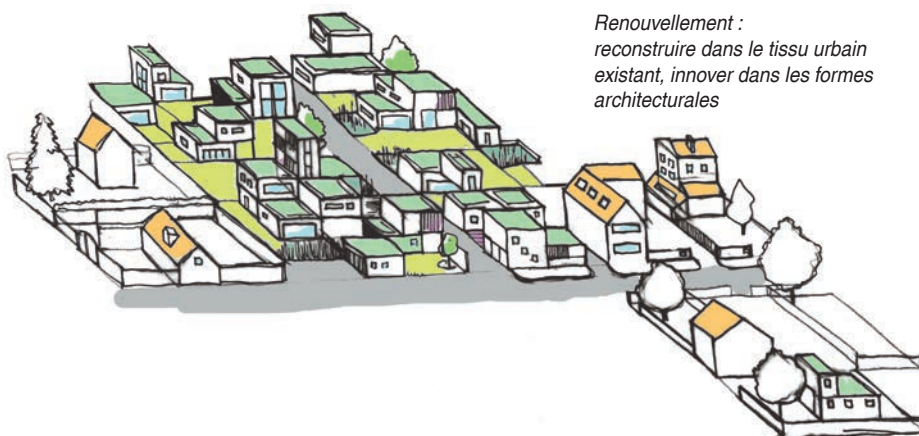 Renouvellement :
reconstruire dans le tissu urbain
existant, innover dans les formes
architecturales